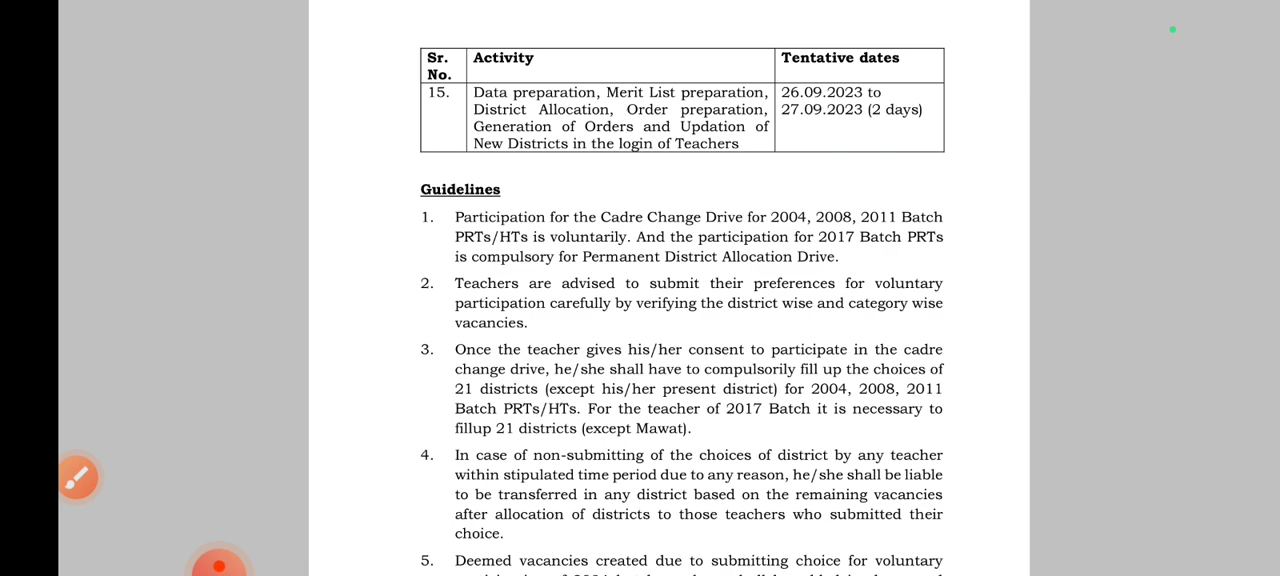 Sr. No. Activity Tentative dates
15. Data preparation, Merit List preparation, 26.09.2023 to
District Allocation, Order preparation, 27.09.2023 (2 days)
Generation of Orders and Updation of
New Districts in the login of Teachers
Guidelines
1. Participation for the Cadre Change Drive for 2004, 2008, 2011 Batch
PRTs/HTs is voluntarily. And the participation for 2017 Batch PRTs
is compulsory for Permanent District Allocation Drive.
2. Teachers are advised to submit their preferences for voluntary
participation carefully by verifying the district wise and category wise
vacancies.
3. Once the teacher gives his/her consent to participate in the cadre
change drive, he/she shall have to compulsorily fill up the choices of
21 districts (except his/her present district) for 2004, 2008, 2011
Batch PRTs/HTs. For the teacher of 2017 Batch it is necessary to
fillup 21 districts (except Mawat).
4. In case of non-submitting of the choices of district by any teacher
within stipulated time period due to any reason, he/she shall be liable
to be transferred in any district based on the remaining vacancies
after allocation of districts to those teachers who submitted their
choice.
5. Deemed vacancies created due to submitting choice for voluntary